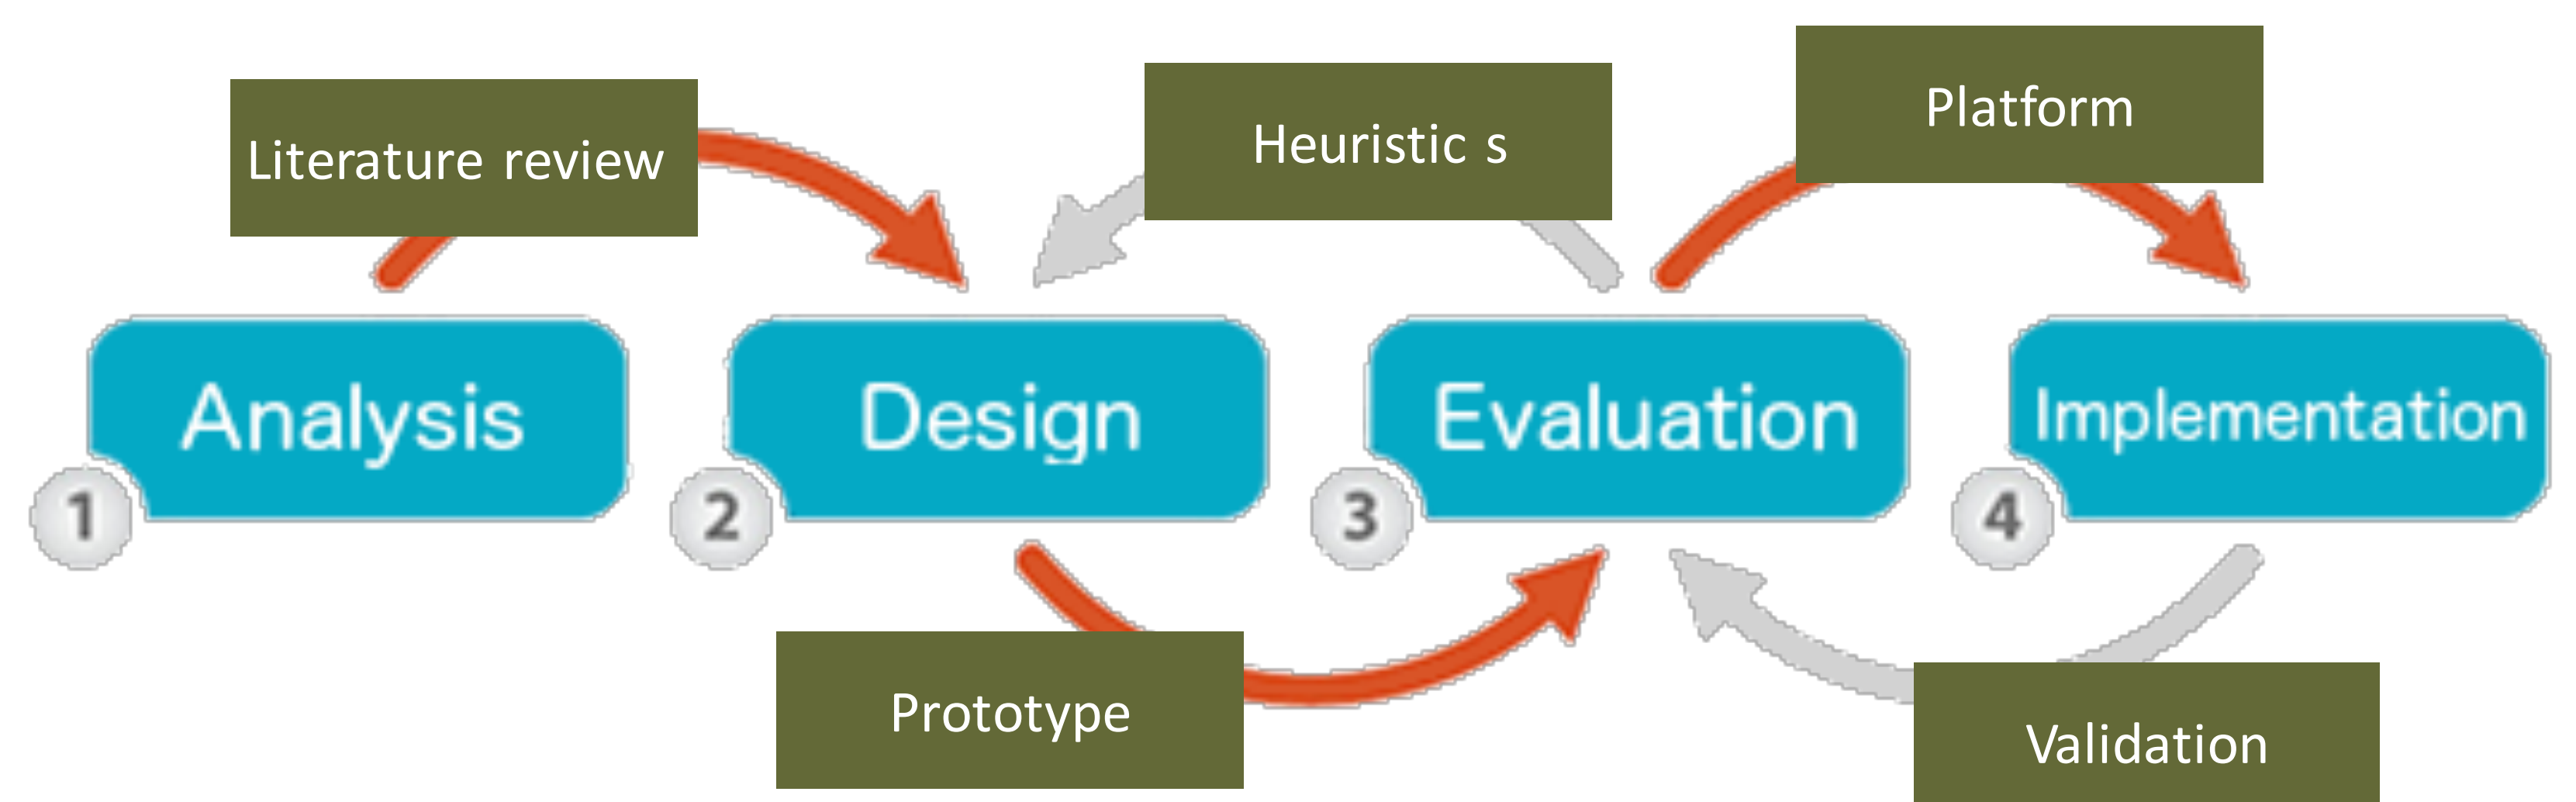 Literature review
Heuristic s
Platform
Analysis
Design
Evaluation
Implementation
1
2
3
4
Prototype
Validation